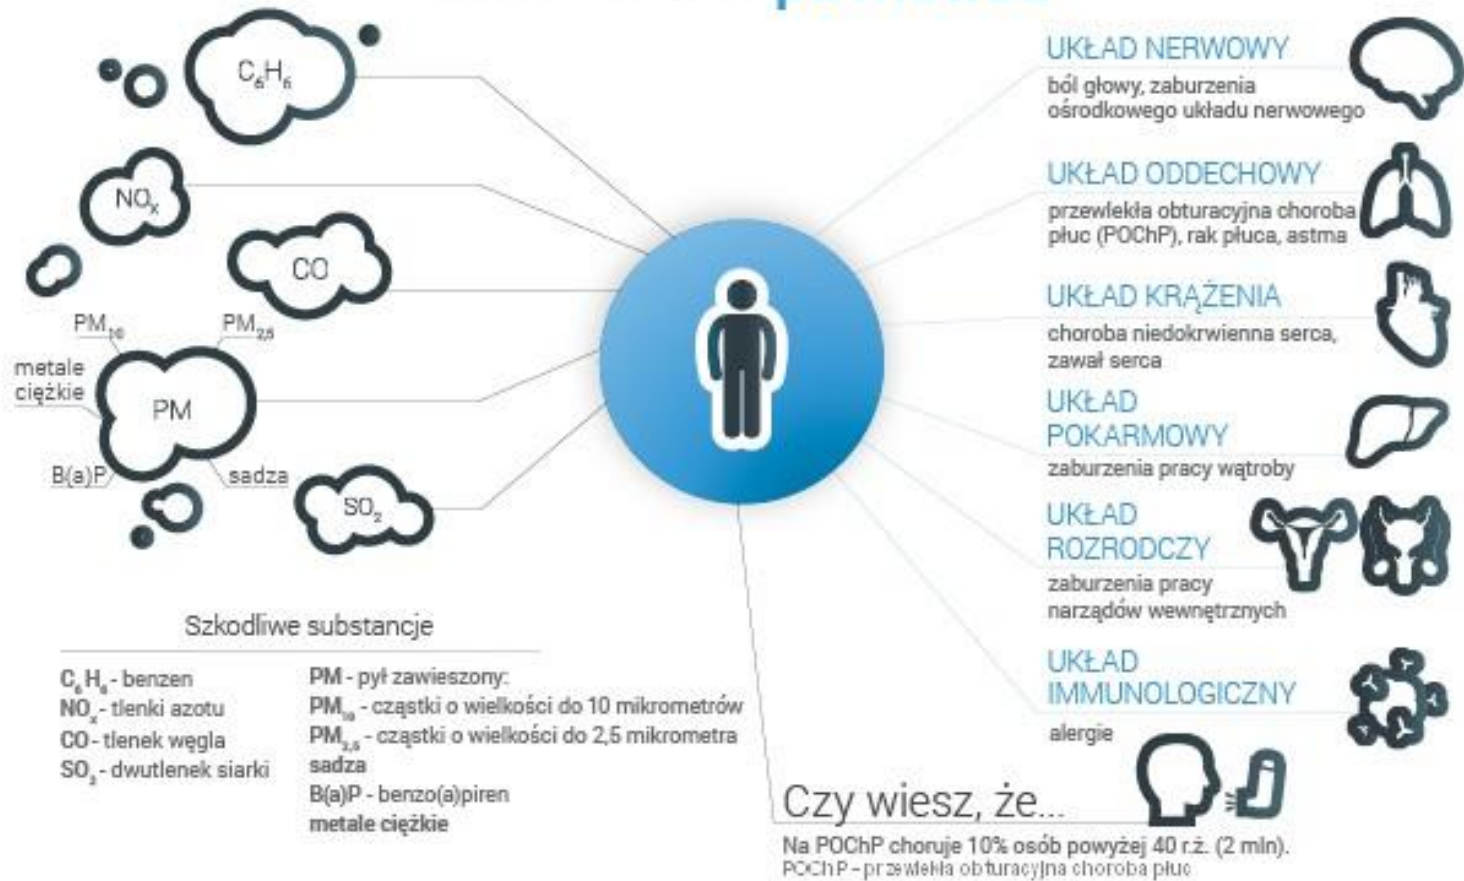 C₆H₆
NOₓ
CO
PM₁₀
PM₂,₅
metale
ciężkie
PM
B(a)P
sadza
SO₂
UKŁAD NERWOWY
ból głowy, zaburzenia
ośrodkowego układu nerwowego
UKŁAD ODDECHOWY
przewlekła obturacyjna choroba
płuc (POChP), rak płuca, astma
UKŁAD KRĄŻENIA
choroba niedokrwienna serca,
zawał serca
UKŁAD
POKARMOWY
zaburzenia pracy wątroby
UKŁAD
ROZRODCZY
zaburzenia pracy
narządów wewnętrznych
UKŁAD
IMMUNOLOGICZNY
alergie
Szkodliwe substancje
C₆H₆ - benzen
NOₓ - tlenki azotu
CO - tlenek węgla
SO₂ - dwutlenek siarki
PM - pył zawieszony:
PM₁₀ - cząstki o wielkości do 10 mikrometrów
PM₂,₅ - cząstki o wielkości do 2,5 mikrometra
sadza
B(a)P - benzo(a)piren
metale ciężkie
Czy wiesz, że...
Na POChP choruje 10% osób powyżej 40 r.ż. (2 mln).
POChP - przewlekła obturacyjna choroba płuc